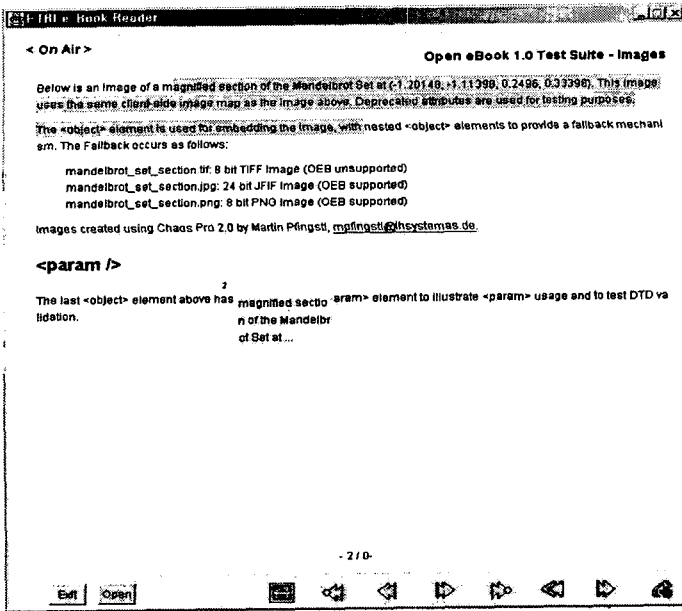 ETRI e-Book Reader
< On Air >
Open eBook 1.0 Test Suite - Images
Below is an image of a magnified section of the Mandelbrot Set at (-1.20148, -1.11398, 0.2496, 0.33398). This image
uses the same client-side image map as the image above. Deprecated attributes are used for testing purposes.
The <object> element is used for embedding the image, with nested <object> elements to provide a fallback mechani
sm. The Fallback occurs as follows:
mandelbrot_set_section.tif: 8 bit TIFF Image (OEB unsupported)
mandelbrot_set_section.jpg: 24 bit JFIF Image (OEB supported)
mandelbrot_set_section.png: 8 bit PNG Image (OEB supported)
Images created using Chaos Pro 2.0 by Martin Pfingstl, mpfingstl@lhsystemas.de.
<param />
2
The last <object> element above has magnified sectio aram> element to illustrate <param> usage and to test DTD va
lidation. n of the Mandelbr
ot Set at ...
- 2 / 0-
Exit Open